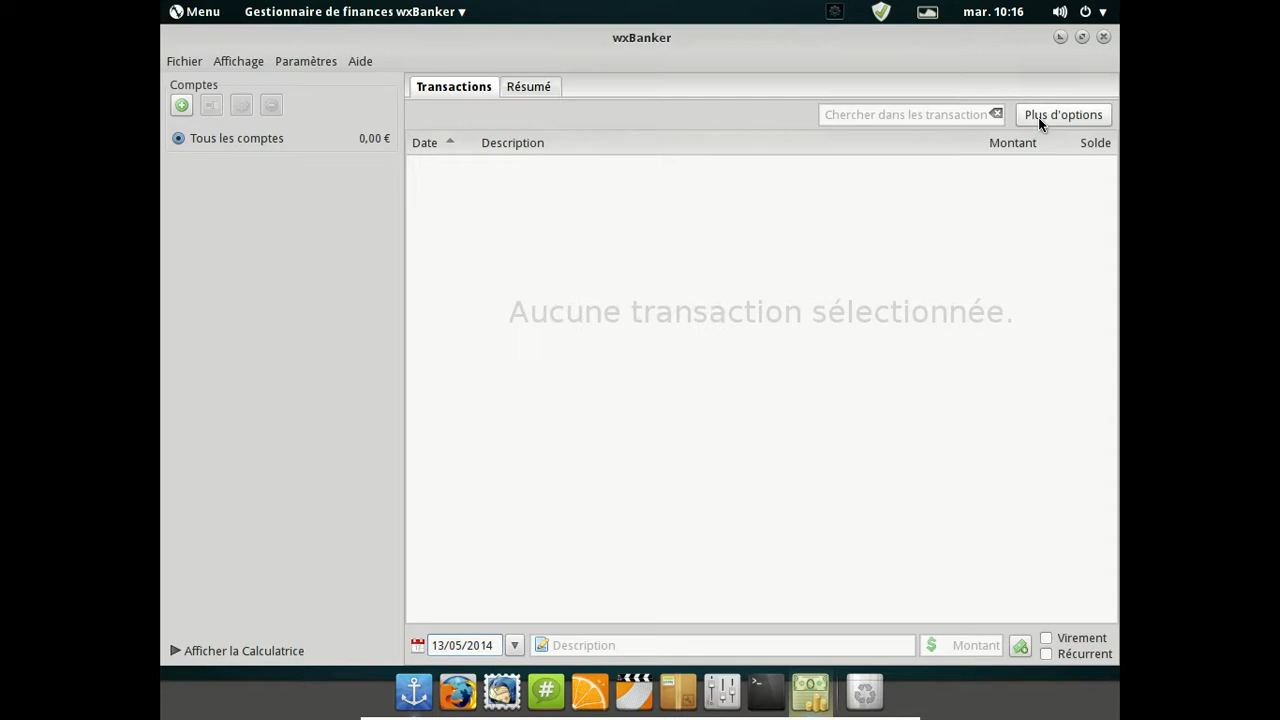 Menu Gestionnaire de finances wxBanker ▾ mar. 10:16
wxBanker
Fichier Affichage Paramètres Aide
Comptes
Tous les comptes 0,00 €
Transactions Résumé
Chercher dans les transaction Plus d'options
Date Description Montant Solde
Aucune transaction sélectionnée.
Afficher la Calculatrice
13/05/2014 Description $ Montant
Virement
Récurrent